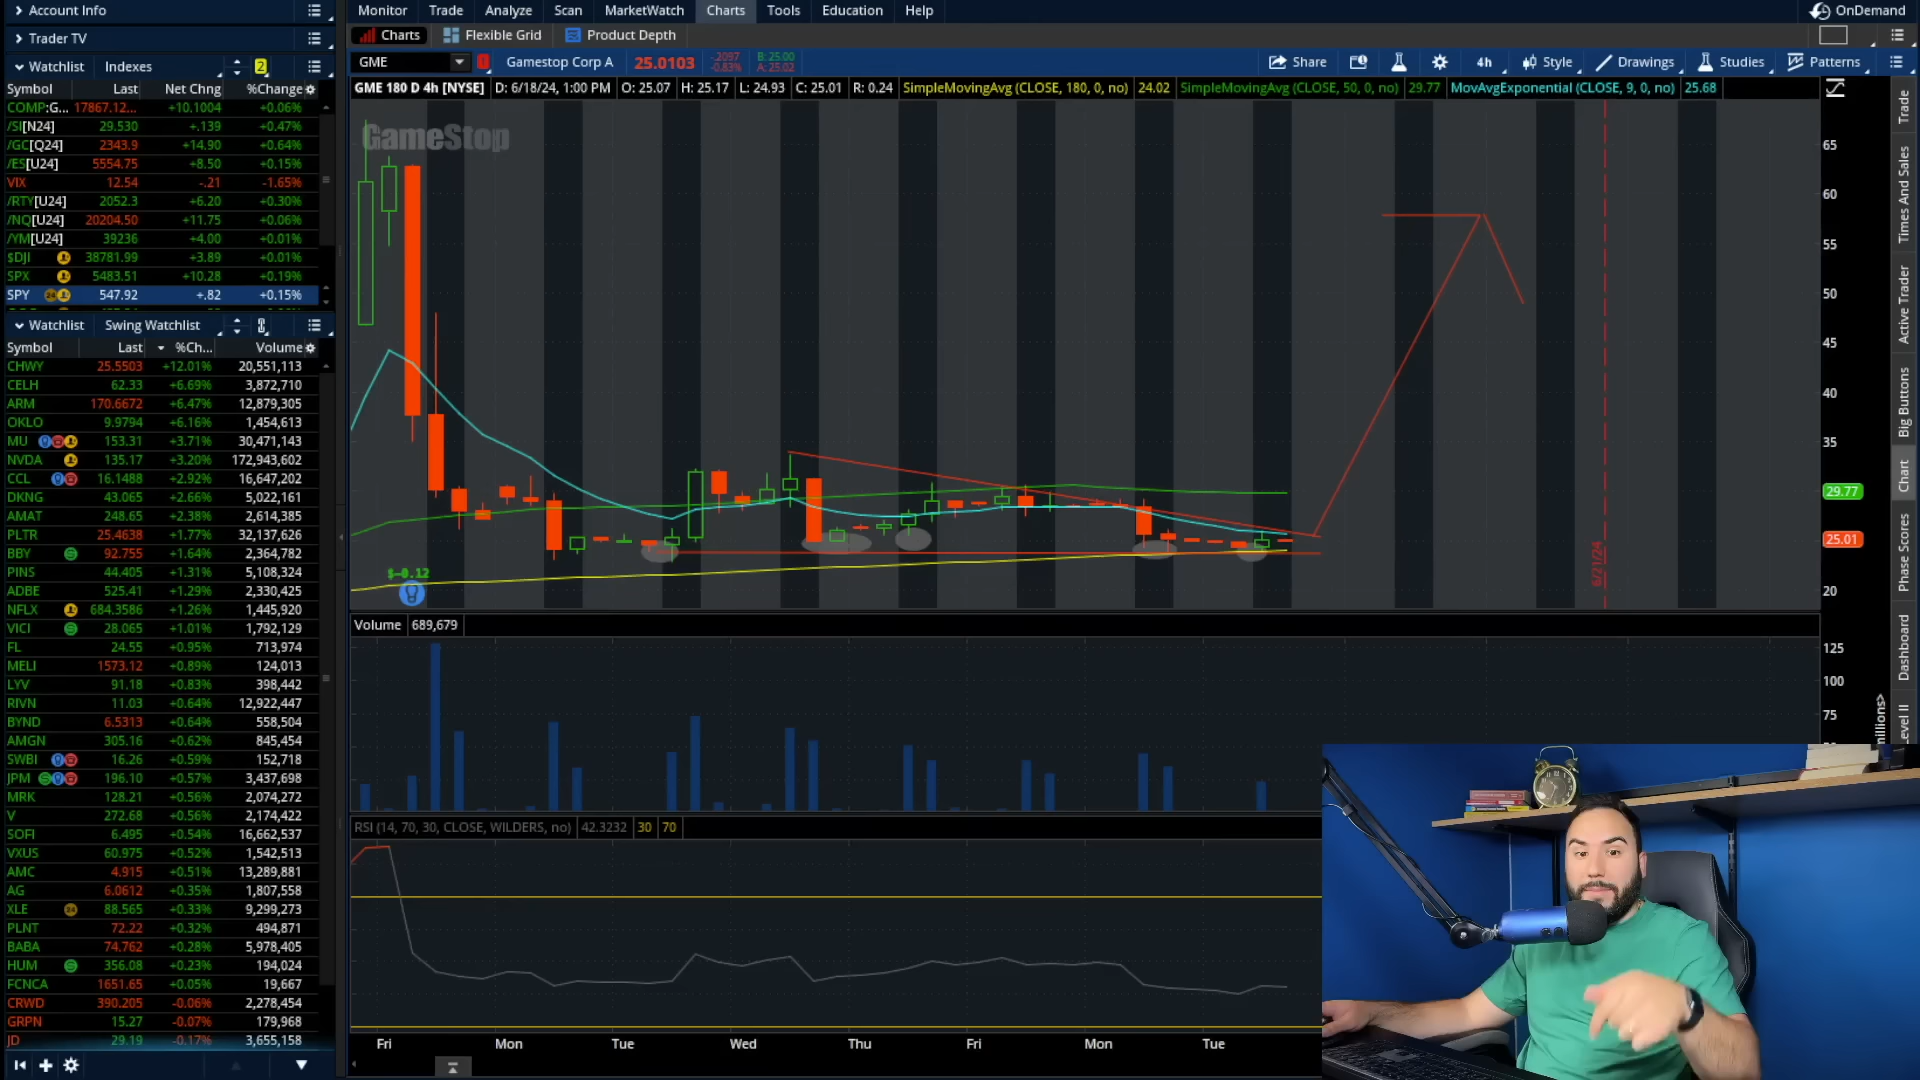 Account Info
Trader TV
Watchlist Indexes 2
Symbol Last Net Chng %Change
COMP:G... 17867.12... +10.1004 +0.06%
/SI[N24] 29.530 +.139 +0.47%
/GC[Q24] 2343.9 +14.90 +0.64%
/ES[U24] 5554.75 +8.50 +0.15%
VIX 12.54 -.21 -1.65%
/RTY[U24] 2052.3 +6.20 +0.30%
/NQ[U24] 20204.50 +11.75 +0.06%
/YM[U24] 39236 +4.00 +0.01%
$DJI 38781.99 +3.89 +0.01%
SPX 5483.51 +10.28 +0.19%
SPY 547.92 +.82 +0.15%
Watchlist Swing Watchlist
Symbol Last %Ch... Volume
CHWY 25.5503 +12.01% 20,551,113
CELH 62.33 +6.69% 3,872,710
ARM 170.6672 +6.47% 12,879,305
OKLO 9.9794 +6.16% 1,454,613
MU 153.31 +3.71% 30,471,143
NVDA 135.17 +3.20% 172,943,602
CCL 16.1488 +2.92% 16,647,202
DKNG 43.065 +2.66% 5,022,161
AMAT 248.65 +2.38% 2,614,385
PLTR 25.4638 +1.77% 32,137,626
BBY 92.755 +1.64% 2,364,782
PINS 44.405 +1.31% 5,108,324
ADBE 525.41 +1.29% 2,330,425
NFLX 684.3586 +1.26% 1,445,920
VICI 28.065 +1.01% 1,792,129
FL 24.55 +0.95% 713,974
MELI 1573.12 +0.89% 124,013
LYV 91.18 +0.83% 398,442
RIVN 11.03 +0.64% 12,922,447
BYND 6.5313 +0.64% 558,504
AMGN 305.16 +0.62% 845,454
SWBI 16.26 +0.59% 152,718
JPM 196.10 +0.57% 3,437,698
MRK 128.21 +0.56% 2,074,272
V 272.68 +0.56% 2,174,422
SOFI 6.495 +0.54% 16,662,537
VXUS 60.975 +0.52% 1,542,513
AMC 4.915 +0.51% 13,289,881
AG 6.0612 +0.35% 1,807,558
XLE 88.565 +0.33% 9,299,273
PLNT 72.22 +0.32% 494,871
BABA 74.762 +0.28% 5,978,405
HUM 356.08 +0.23% 194,024
FCNCA 1651.65 +0.05% 19,667
CRWD 390.205 -0.06% 2,278,454
GRPN 15.27 -0.07% 179,968
JD 29.19 -0.17% 3,655,158
Monitor Trade Analyze Scan MarketWatch Charts Tools Education Help OnDemand
Charts Flexible Grid Product Depth
GME Gamestop Corp A 25.0103 -.2097 -0.83% B: 25.00 A: 25.02 Share 4h Style Drawings Studies Patterns
GME 180 D 4h [NYSE] D: 6/18/24, 1:00 PM O: 25.07 H: 25.17 L: 24.93 C: 25.01 R: 0.24 SimpleMovingAvg (CLOSE, 180, 0, no) 24.02 SimpleMovingAvg (CLOSE, 50, 0, no) 29.77 MovAvgExponential (CLOSE, 9, 0, no) 25.68
GameStop
65
60
55
50
45
40
35
29.77
25.01
20
$-0.12
6/21/24
Volume 689,679
125
100
75
millions>
RSI (14, 70, 30, CLOSE, WILDERS, no) 42.3232 30 70
Fri Mon Tue Wed Thu Fri Mon Tue
Trade
Times And Sales
Active Trader
Big Buttons
Chart
Phase Scores
Dashboard
Level II